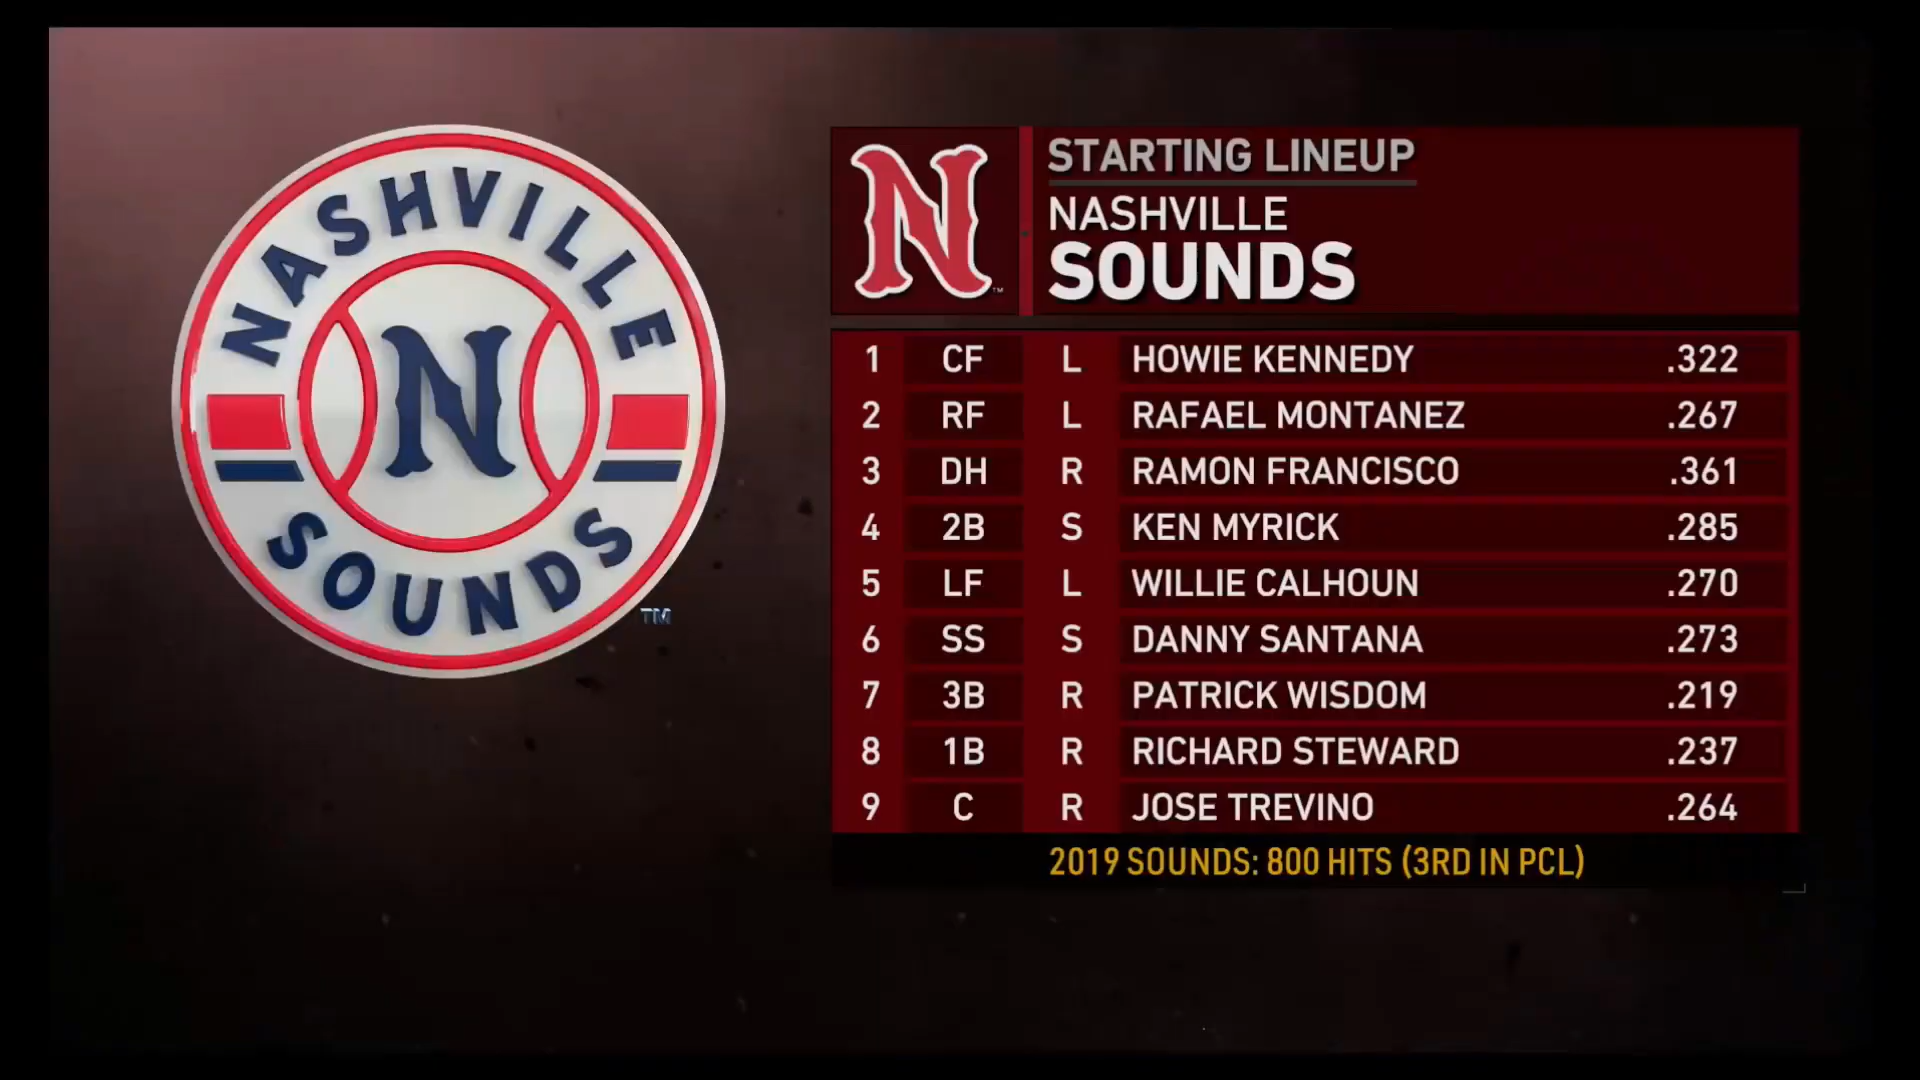 NASHVILLE
N
SOUNDS
TM
N
TM
STARTING LINEUP
NASHVILLE
SOUNDS
1 CF L HOWIE KENNEDY .322
2 RF L RAFAEL MONTANEZ .267
3 DH R RAMON FRANCISCO .361
4 2B S KEN MYRICK .285
5 LF L WILLIE CALHOUN .270
6 SS S DANNY SANTANA .273
7 3B R PATRICK WISDOM .219
8 1B R RICHARD STEWARD .237
9 C R JOSE TREVINO .264
2019 SOUNDS: 800 HITS (3RD IN PCL)